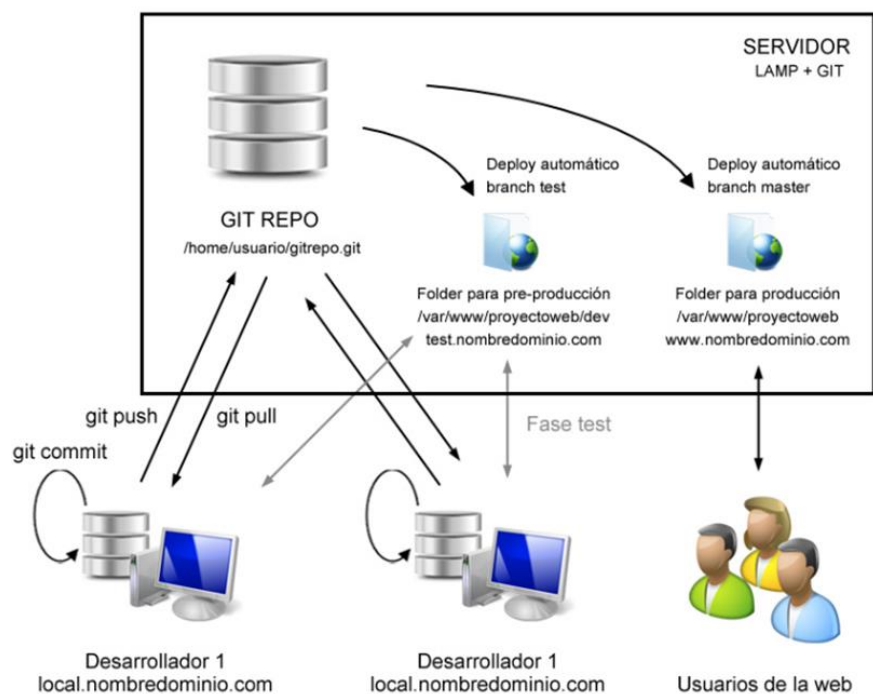 SERVIDOR
LAMP + GIT
Deploy automático
branch test
Deploy automático
branch master
GIT REPO
/home/usuario/gitrepo.git
Folder para pre-producción
/var/www/proyectoweb/dev
test.nombredominio.com
Folder para producción
/var/www/proyectoweb
www.nombredominio.com
git push
git pull
Fase test
git commit
Desarrollador 1
local.nombredominio.com
Desarrollador 1
local.nombredominio.com
Usuarios de la web